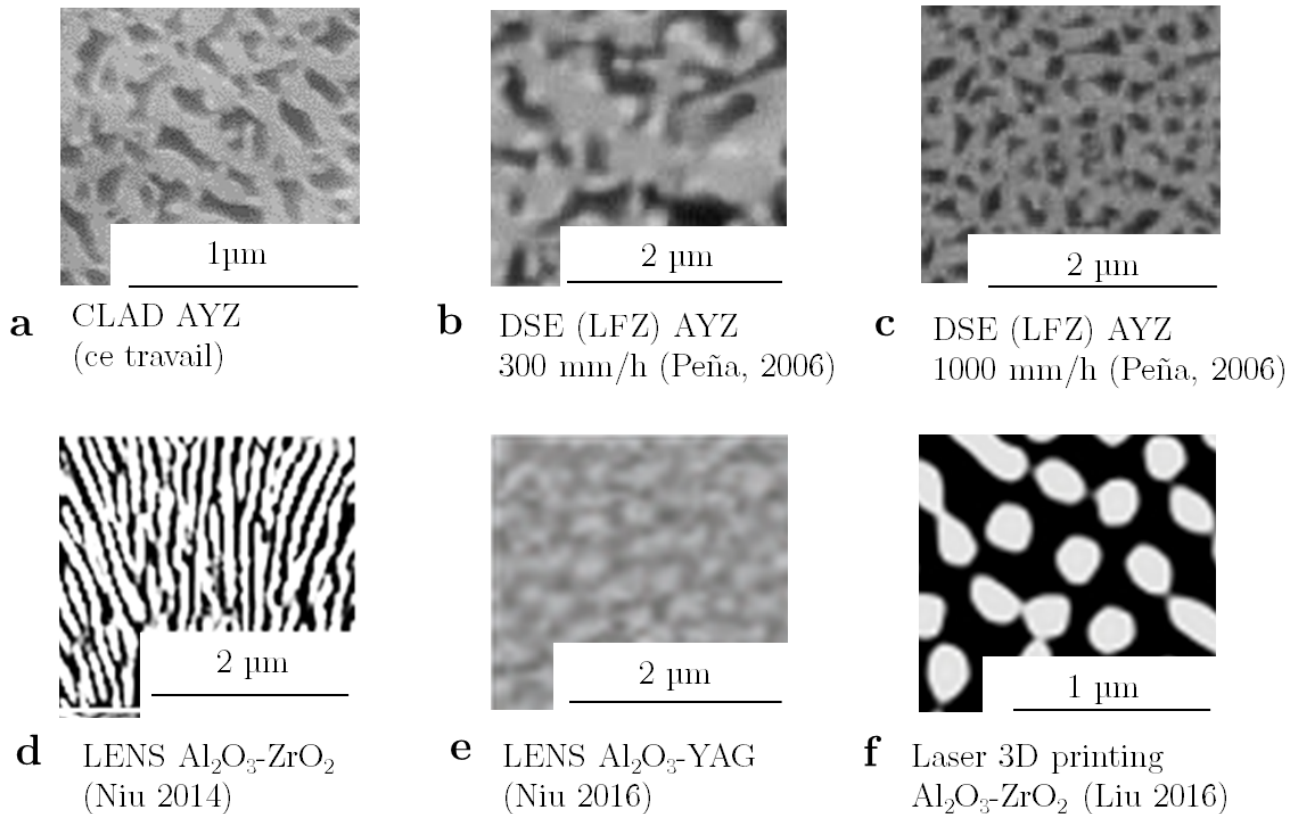 1µm
2 µm
2 µm
a CLAD AYZ
(ce travail)
b DSE (LFZ) AYZ
300 mm/h (Peña, 2006)
c DSE (LFZ) AYZ
1000 mm/h (Peña, 2006)
2 µm
2 µm
1 µm
d LENS Al₂O₃-ZrO₂
(Niu 2014)
e LENS Al₂O₃-YAG
(Niu 2016)
f Laser 3D printing
Al₂O₃-ZrO₂ (Liu 2016)